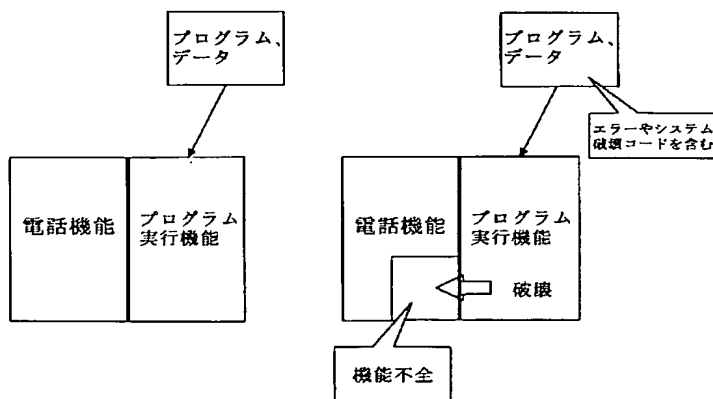 プログラム、
データ
電話機能
プログラム
実行機能
プログラム、
データ
エラーやシステム
破壊コードを含む
電話機能
プログラム
実行機能
破壊
機能不全